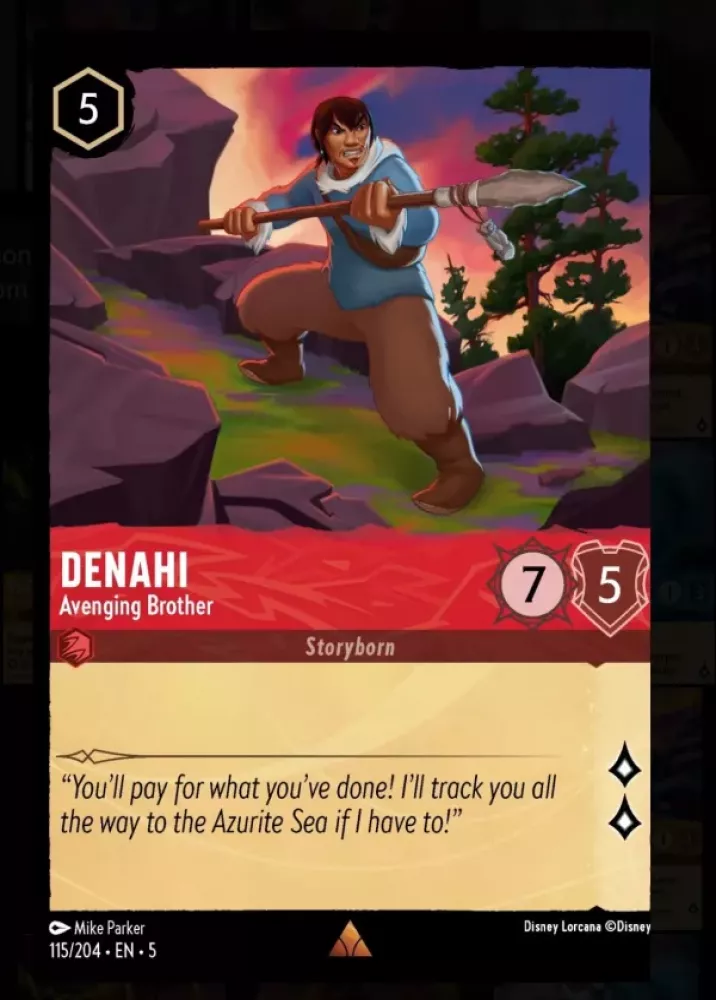 5
DENAHI
Avenging Brother
7
5
Storyborn
“You’ll pay for what you’ve done! I’ll track you all
the way to the Azurite Sea if I have to!”
Mike Parker
Disney Lorcana ©Disney
115/204 • EN • 5